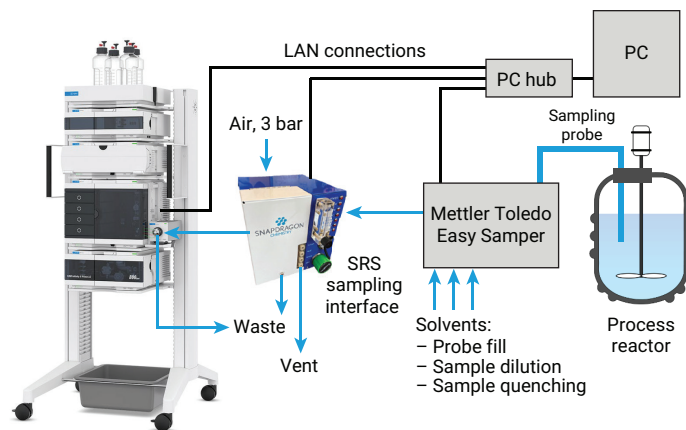 LAN connections
PC
PC hub
Air, 3 bar
Sampling
probe
SNAPDRAGON
CHEMISTRY
Mettler Toledo
Easy Samper
SRS
sampling
interface
Waste
Vent
Solvents:
– Probe fill
– Sample dilution
– Sample quenching
Process
reactor